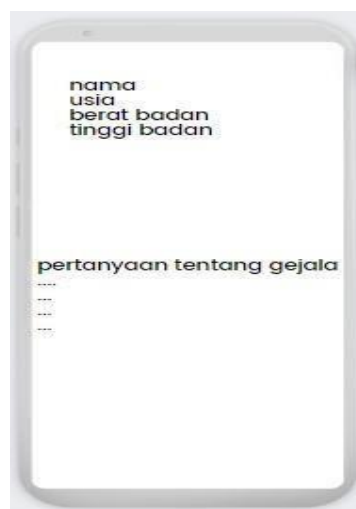 nama
usia
berat badan
tinggi badan
pertanyaan tentang gejala
....
...
...
...